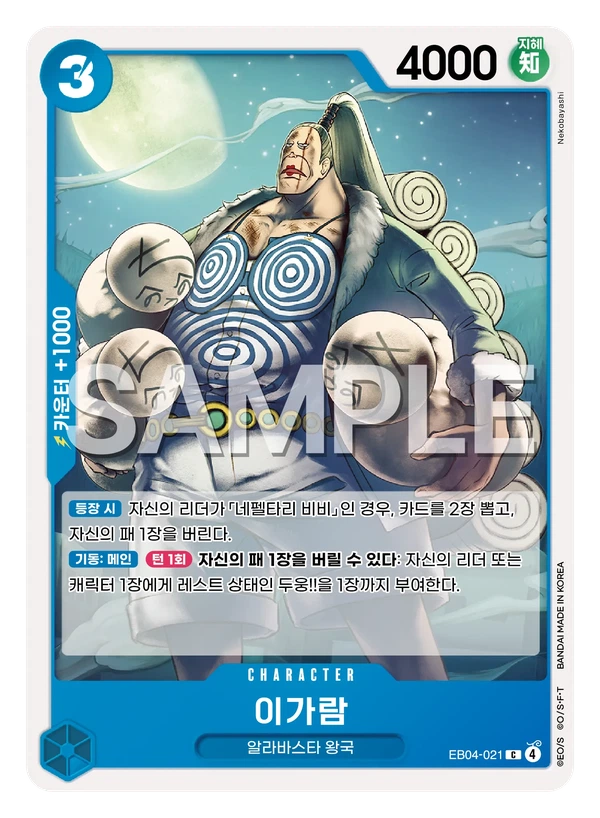 3
4000
지혜
知
Nekobayashi
카운터 +1000
SAMPLE
등장 시 자신의 리더가 「네펠타리 비비」인 경우, 카드를 2장 뽑고,
자신의 패 1장을 버린다.
기동: 메인 턴 1회 자신의 패 1장을 버릴 수 있다: 자신의 리더 또는
캐릭터 1장에게 레스트 상태인 두웅!!을 1장까지 부여한다.
CHARACTER
이가람
알라바스타 왕국
EB04-021 C 4
©EO/S ©O/S·F·T BANDAI MADE IN KOREA